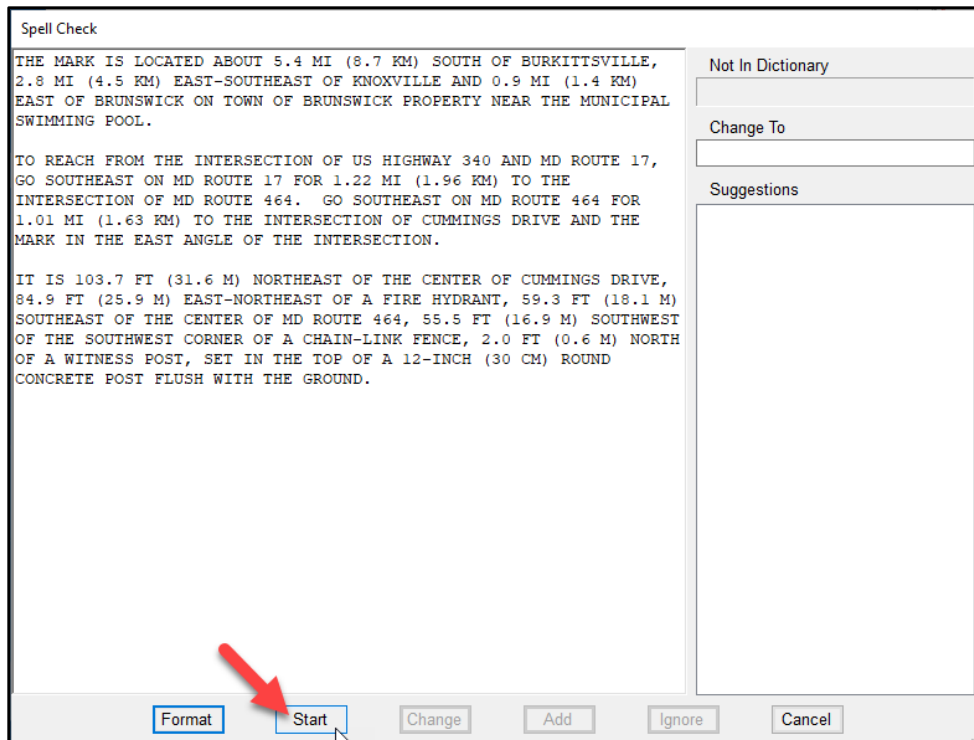 Spell Check
THE MARK IS LOCATED ABOUT 5.4 MI (8.7 KM) SOUTH OF BURKITTSVILLE,
2.8 MI (4.5 KM) EAST-SOUTHEAST OF KNOXVILLE AND 0.9 MI (1.4 KM)
EAST OF BRUNSWICK ON TOWN OF BRUNSWICK PROPERTY NEAR THE MUNICIPAL
SWIMMING POOL.
TO REACH FROM THE INTERSECTION OF US HIGHWAY 340 AND MD ROUTE 17,
GO SOUTHEAST ON MD ROUTE 17 FOR 1.22 MI (1.96 KM) TO THE
INTERSECTION OF MD ROUTE 464.  GO SOUTHEAST ON MD ROUTE 464 FOR
1.01 MI (1.63 KM) TO THE INTERSECTION OF CUMMINGS DRIVE AND THE
MARK IN THE EAST ANGLE OF THE INTERSECTION.
IT IS 103.7 FT (31.6 M) NORTHEAST OF THE CENTER OF CUMMINGS DRIVE,
84.9 FT (25.9 M) EAST-NORTHEAST OF A FIRE HYDRANT, 59.3 FT (18.1 M)
SOUTHEAST OF THE CENTER OF MD ROUTE 464, 55.5 FT (16.9 M) SOUTHWEST
OF THE SOUTHWEST CORNER OF A CHAIN-LINK FENCE, 2.0 FT (0.6 M) NORTH
OF A WITNESS POST, SET IN THE TOP OF A 12-INCH (30 CM) ROUND
CONCRETE POST FLUSH WITH THE GROUND.
Not In Dictionary
Change To
Suggestions
Format Start Change Add Ignore Cancel